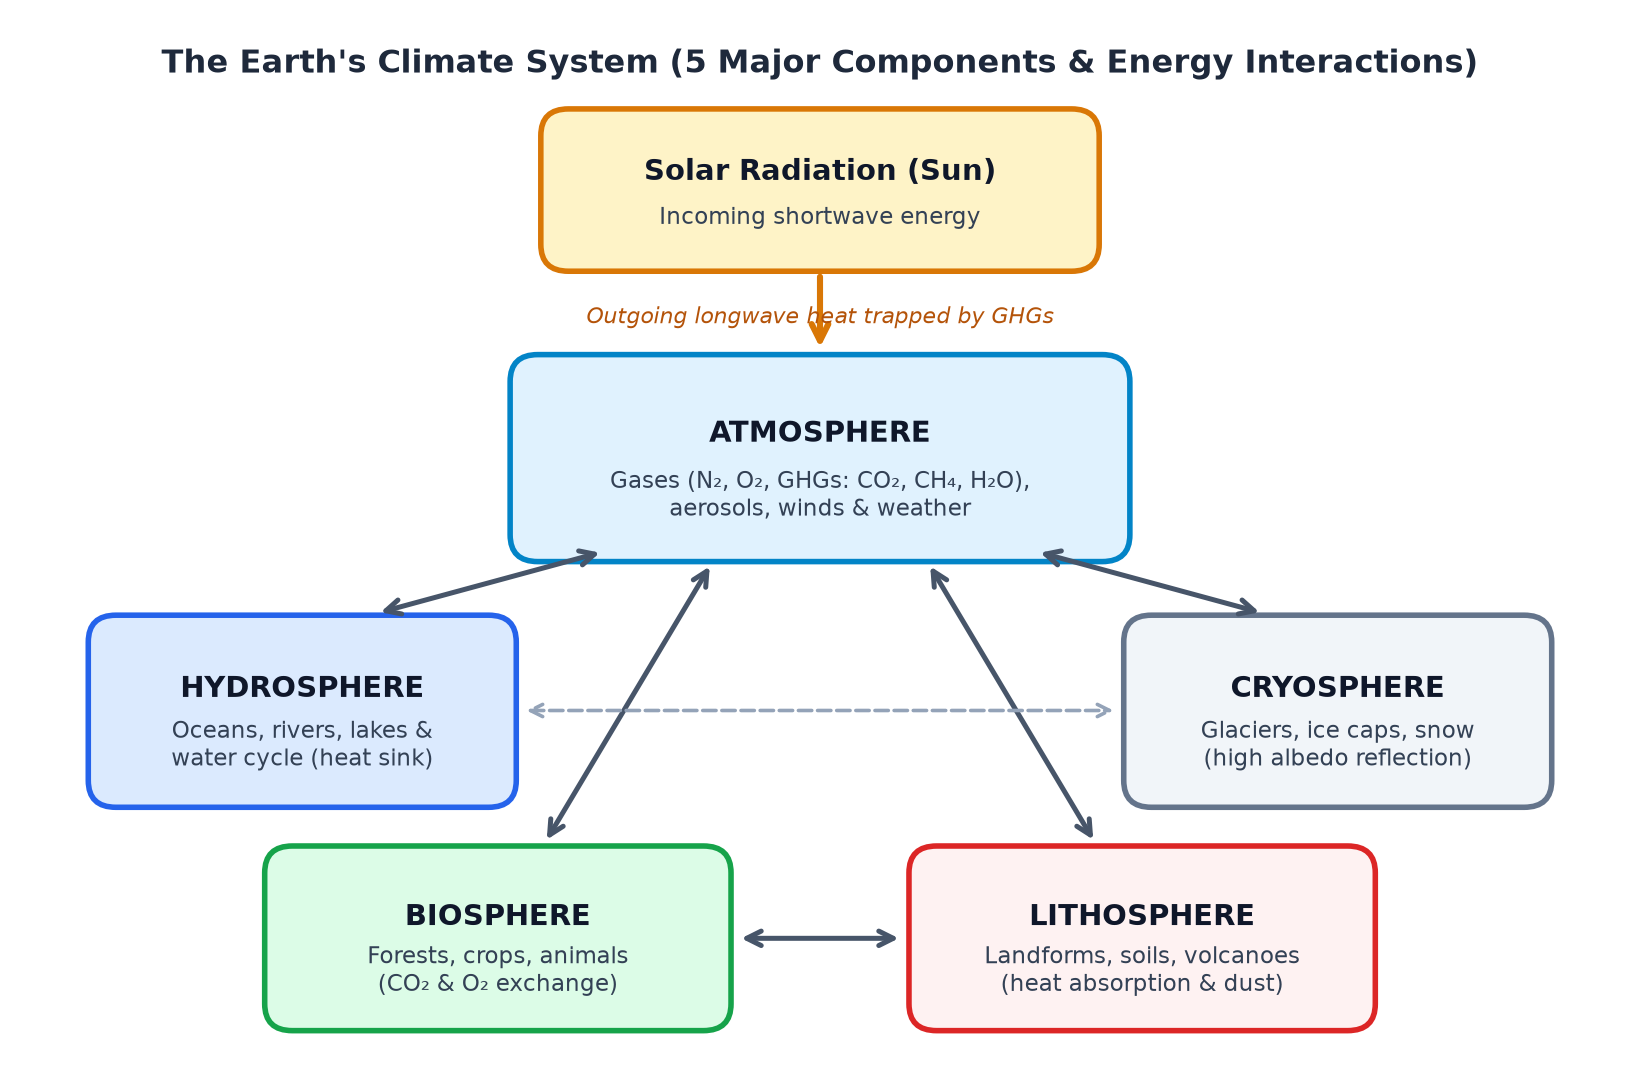 The Earth's Climate System (5 Major Components & Energy Interactions)
Solar Radiation (Sun)
Incoming shortwave energy
Outgoing longwave heat trapped by GHGs
ATMOSPHERE
Gases (N₂, O₂, GHGs: CO₂, CH₄, H₂O),
aerosols, winds & weather
HYDROSPHERE
Oceans, rivers, lakes &
water cycle (heat sink)
CRYOSPHERE
Glaciers, ice caps, snow
(high albedo reflection)
BIOSPHERE
Forests, crops, animals
(CO₂ & O₂ exchange)
LITHOSPHERE
Landforms, soils, volcanoes
(heat absorption & dust)